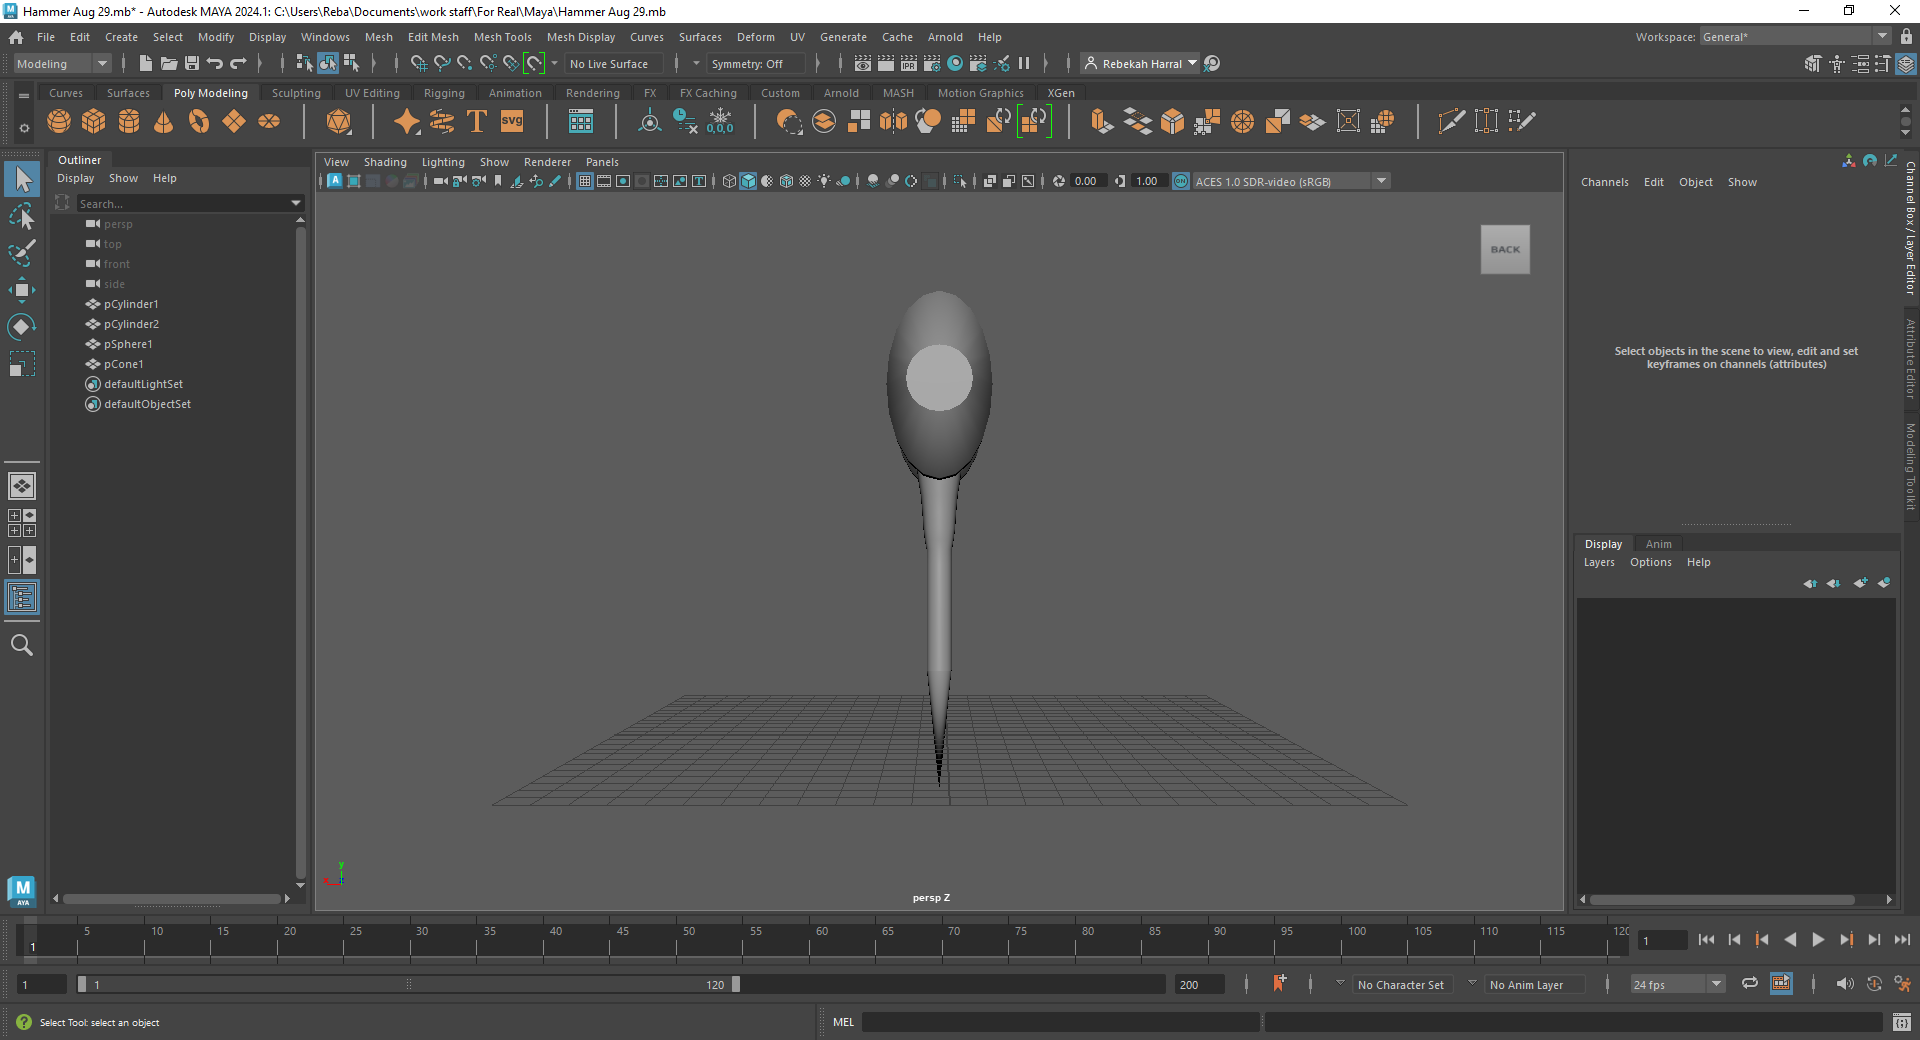 Hammer Aug 29.mb* - Autodesk MAYA 2024.1: C:\Users\Reba\Documents\work staff\For Real\Maya\Hammer Aug 29.mb
File Edit Create Select Modify Display Windows Mesh Edit Mesh Mesh Tools Mesh Display Curves Surfaces Deform UV Generate Cache Arnold Help
Workspace: General*
Modeling No Live Surface Symmetry: Off IPR Rebekah Harral
Curves Surfaces Poly Modeling Sculpting UV Editing Rigging Animation Rendering FX FX Caching Custom Arnold MASH Motion Graphics XGen
T SVG 0,0,0
Outliner
Display Show Help
Search...
persp
top
front
side
pCylinder1
pCylinder2
pSphere1
pCone1
defaultLightSet
defaultObjectSet
View Shading Lighting Show Renderer Panels
0.00 1.00 ON ACES 1.0 SDR-video (sRGB)
BACK
y
x z
persp Z
Channels Edit Object Show
Select objects in the scene to view, edit and set
keyframes on channels (attributes)
Channel Box / Layer Editor
Attribute Editor
Modeling Toolkit
Display Anim
Layers Options Help
M
AYA
5 10 15 20 25 30 35 40 45 50 55 60 65 70 75 80 85 90 95 100 105 110 115 120
1 1
1 1 120 200 No Character Set No Anim Layer 24 fps
Select Tool: select an object MEL